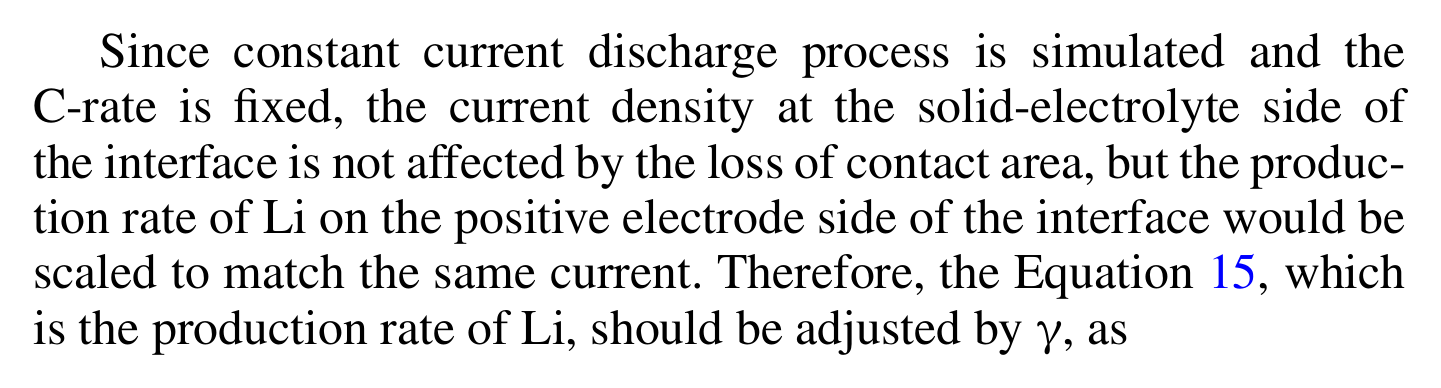 Since constant current discharge process is simulated and the
C-rate is fixed, the current density at the solid-electrolyte side of
the interface is not affected by the loss of contact area, but the produc-
tion rate of Li on the positive electrode side of the interface would be
scaled to match the same current. Therefore, the Equation 15, which
is the production rate of Li, should be adjusted by γ, as